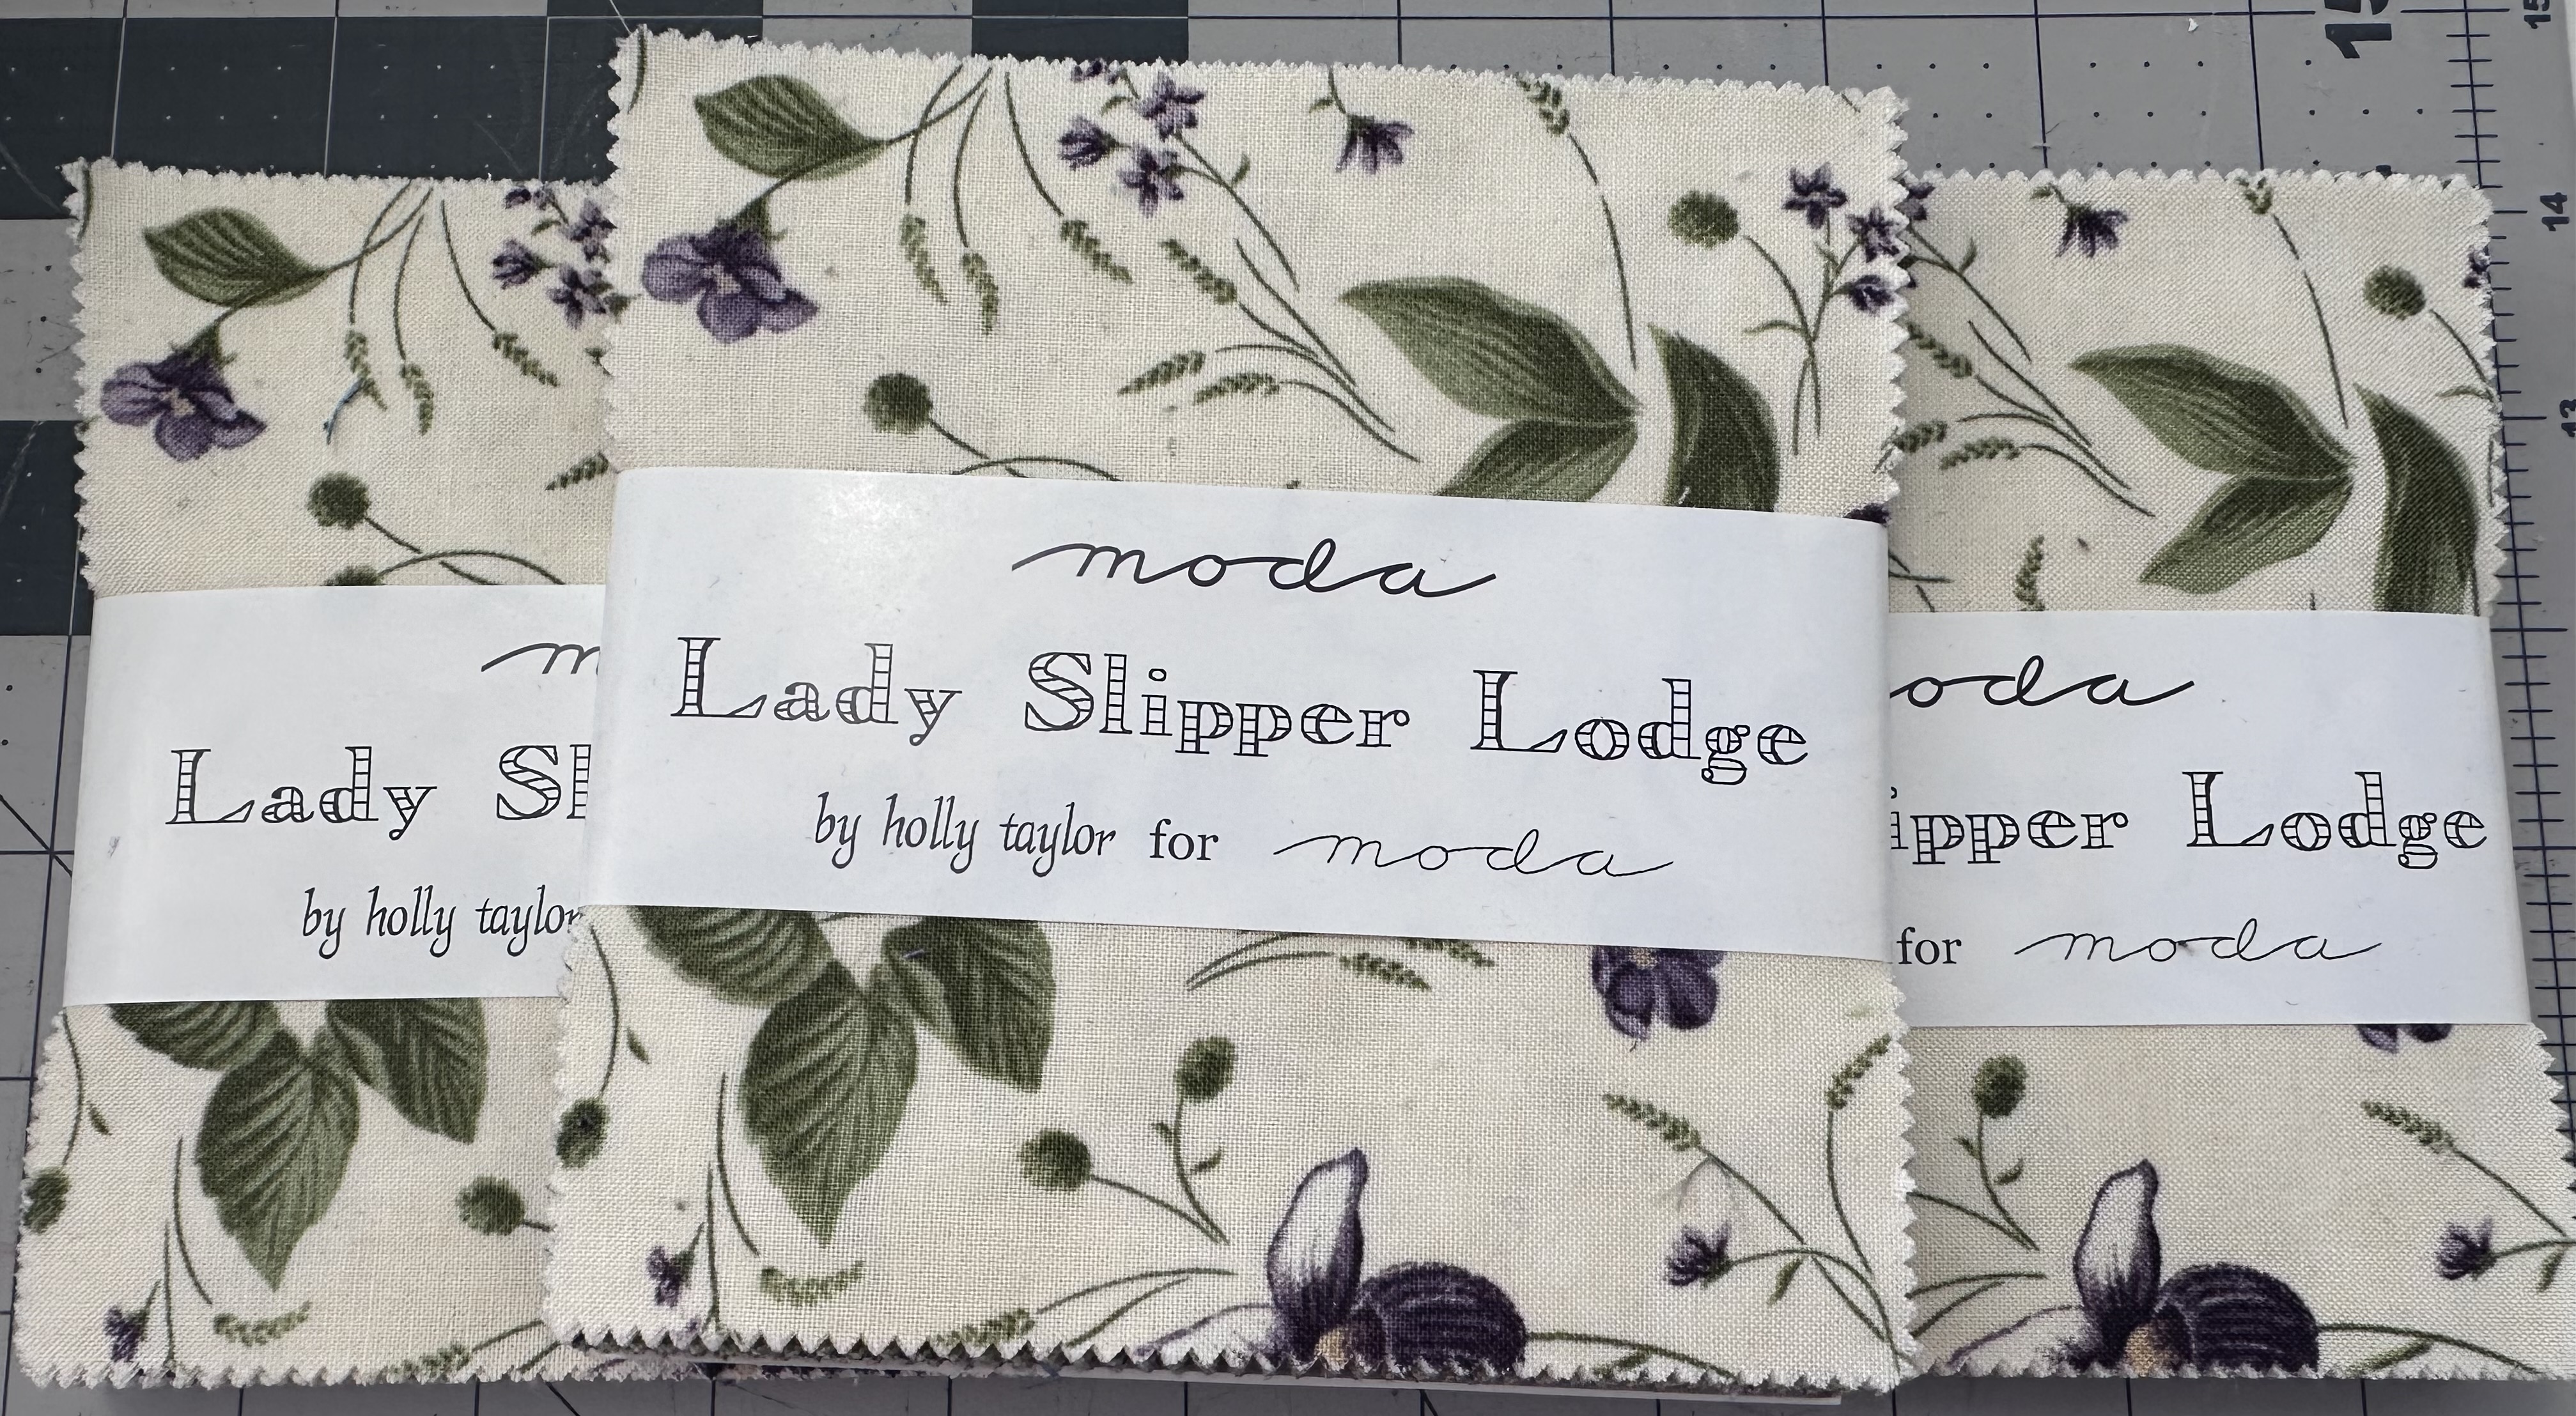 moda
Lady Slipper Lodge
by holly taylor for moda
m
Lady Sl
by holly taylor
oda
ipper Lodge
for moda
15
15
14
13